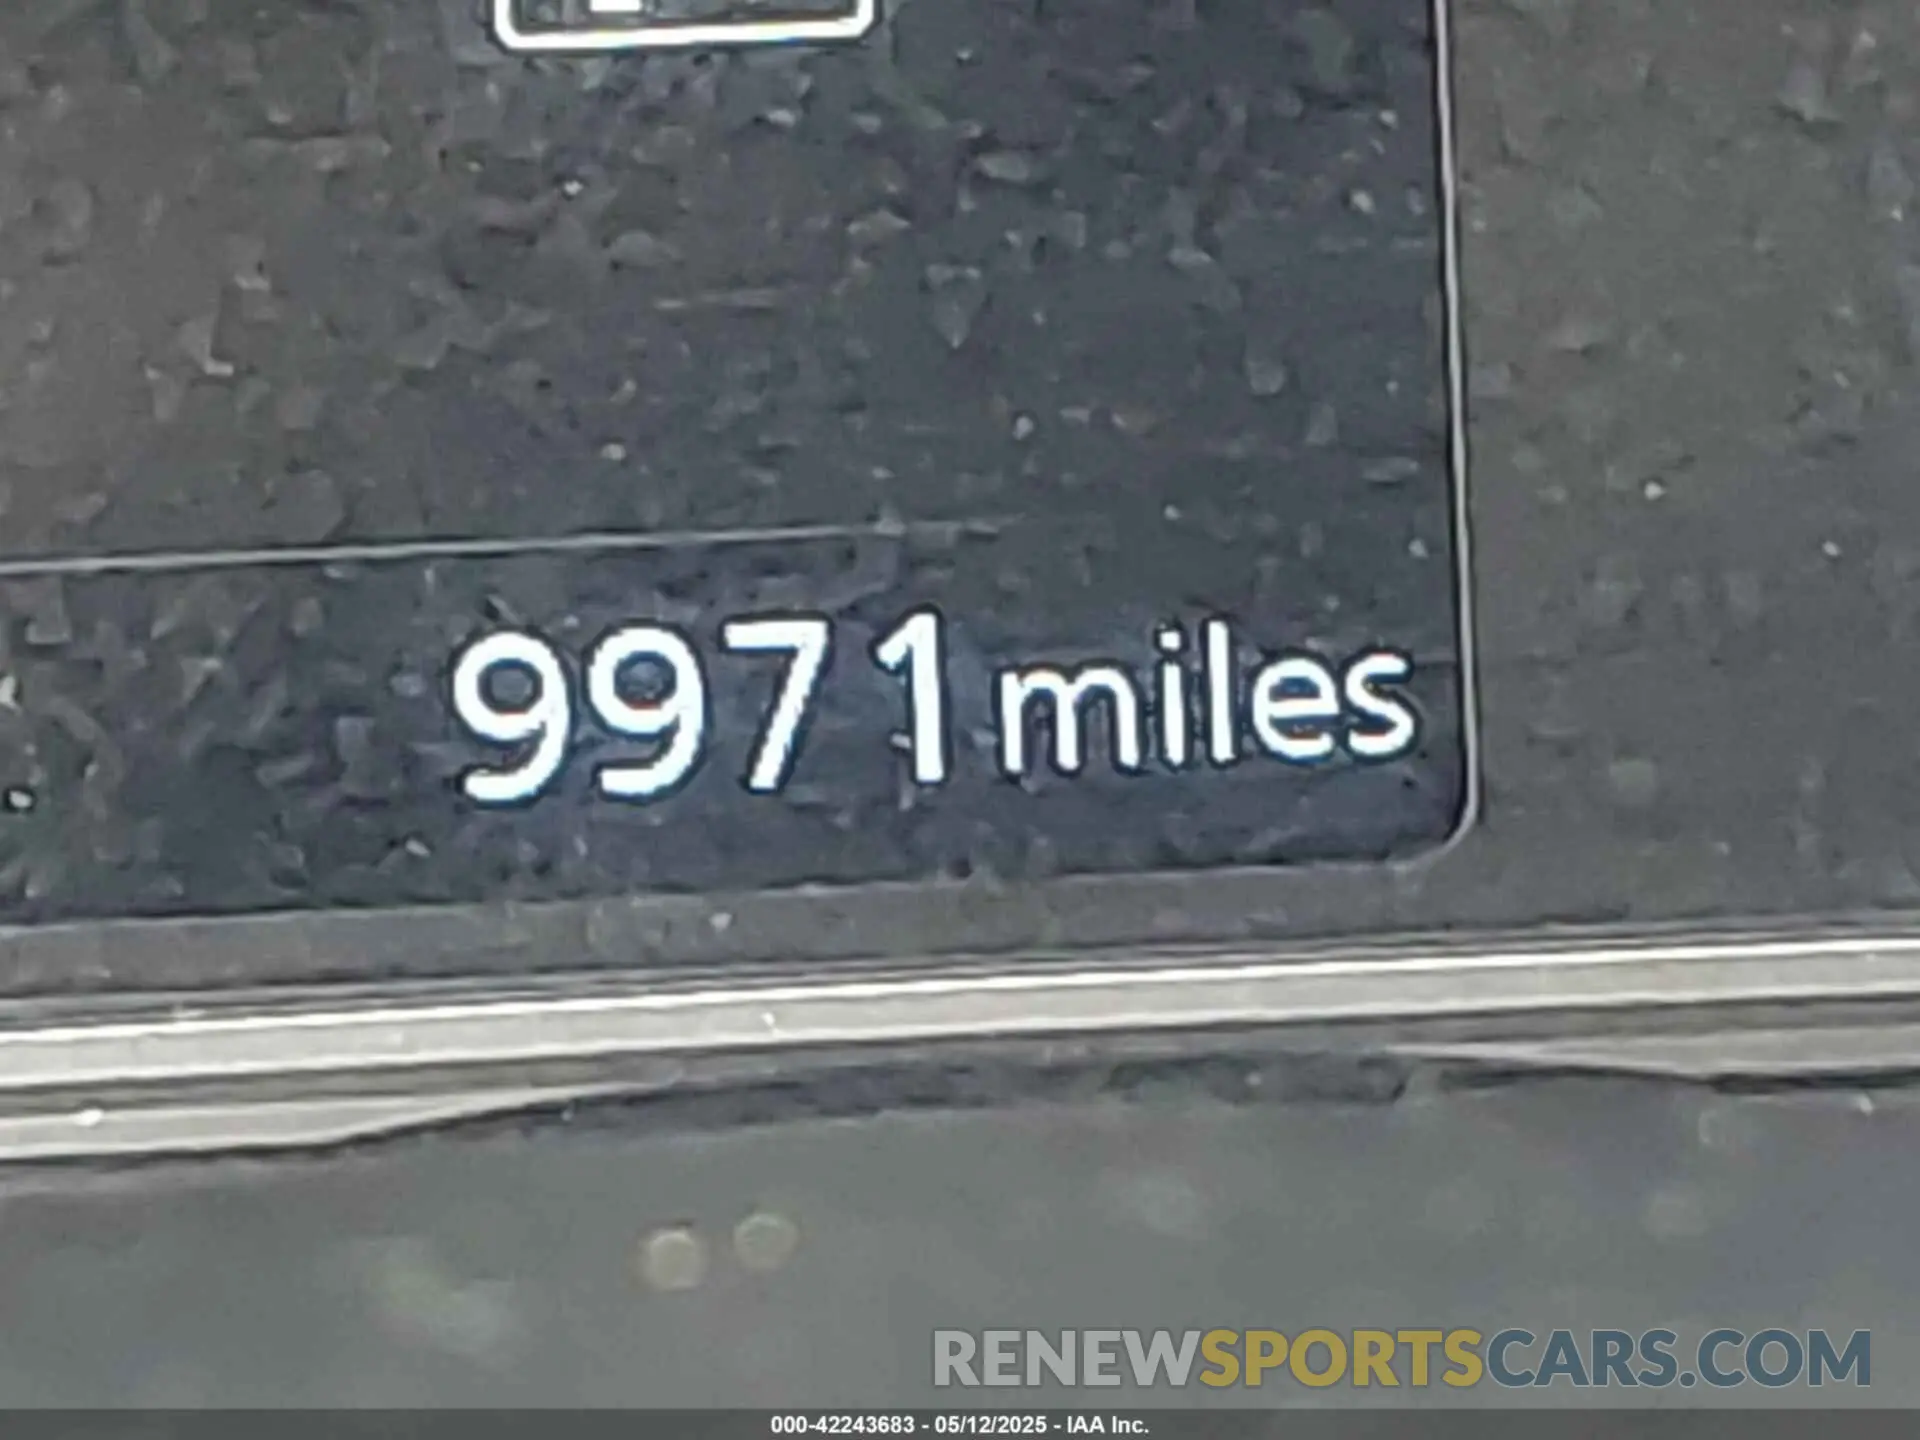 9971 miles
RENEWSPORTSCARS.COM
000-42243683 - 05/12/2025 - IAA Inc.